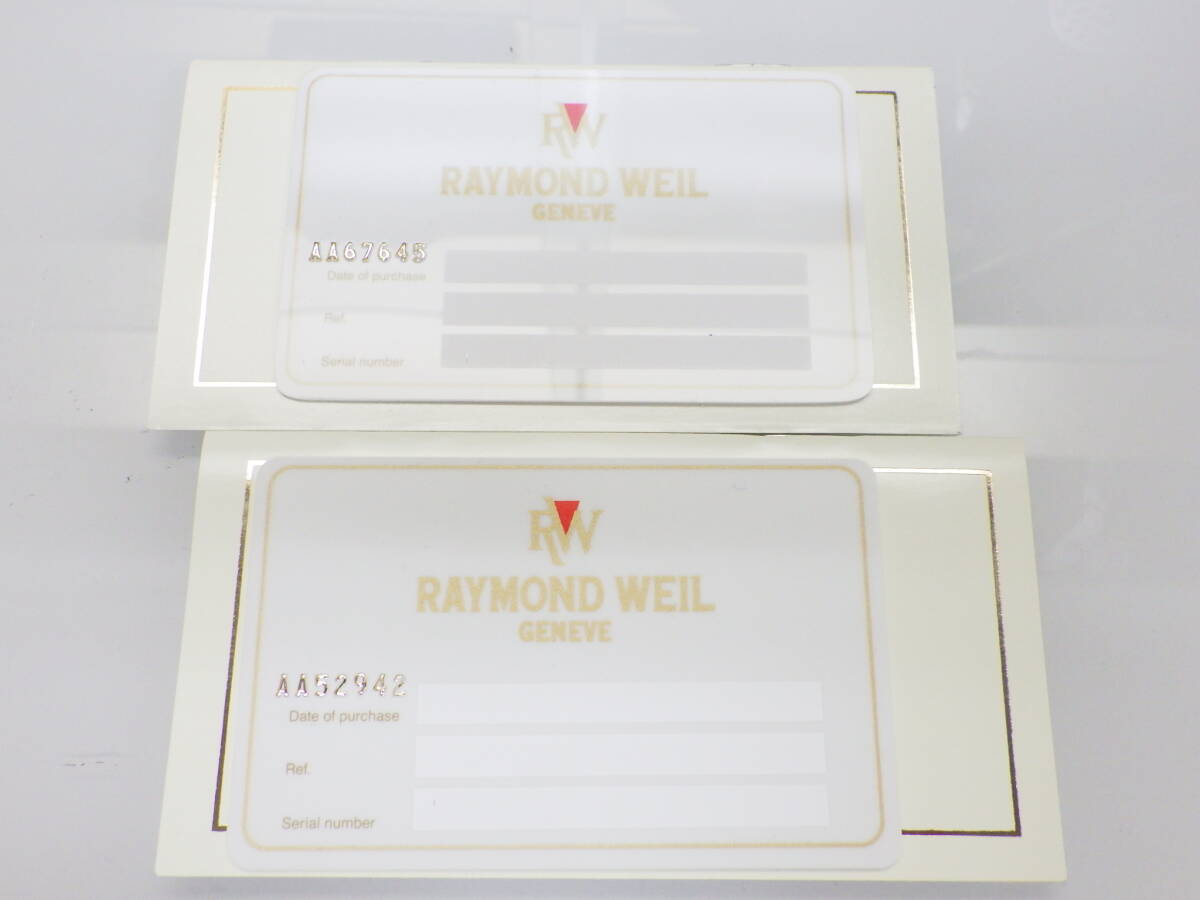 RW
RAYMOND WEIL
GENEVE
AA67645
Date of purchase
Ref.
Serial number
RW
RAYMOND WEIL
GENEVE
AA52942
Date of purchase
Ref.
Serial number